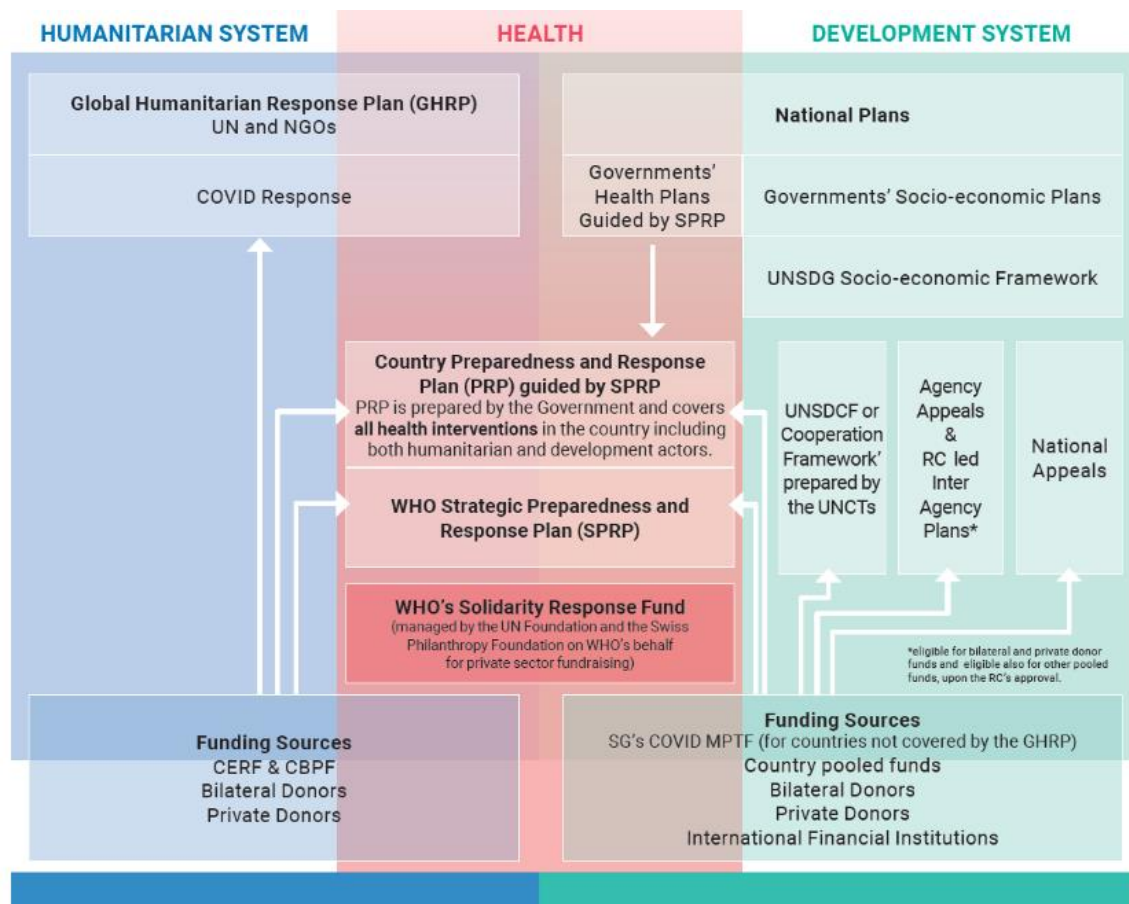 HUMANITARIAN SYSTEM
HEALTH
DEVELOPMENT SYSTEM
Global Humanitarian Response Plan (GHRP)
UN and NGOs
COVID Response
National Plans
Governments'
Health Plans
Guided by SPRP
Governments' Socio-economic Plans
UNSDG Socio-economic Framework
Country Preparedness and Response
Plan (PRP) guided by SPRP
PRP is prepared by the Government and covers
all health interventions in the country including
both humanitarian and development actors.
WHO Strategic Preparedness and
Response Plan (SPRP)
WHO's Solidarity Response Fund
(managed by the UN Foundation and the Swiss
Philanthropy Foundation on WHO's behalf
for private sector fundraising)
UNSDCF or
Cooperation
Framework'
prepared by
the UNCTs
Agency
Appeals
&
RC led
Inter
Agency
Plans*
National
Appeals
*eligible for bilateral and private donor
funds and eligible also for other pooled
funds, upon the RC's approval.
Funding Sources
CERF & CBPF
Bilateral Donors
Private Donors
Funding Sources
SG's COVID MPTF (for countries not covered by the GHRP)
Country pooled funds
Bilateral Donors
Private Donors
International Financial Institutions